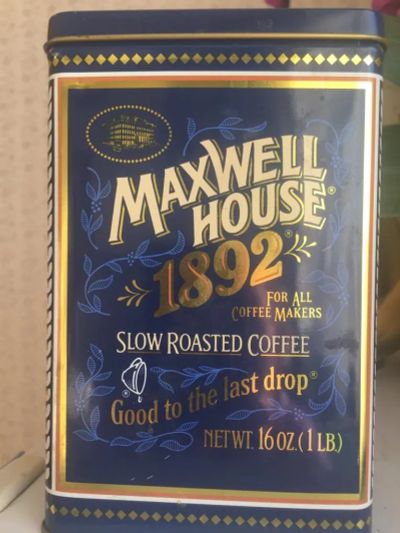 MAXWELL
HOUSE®
1892®
FOR ALL
COFFEE MAKERS
SLOW ROASTED COFFEE
Good to the last drop®
NET WT. 16 OZ. (1 LB.)